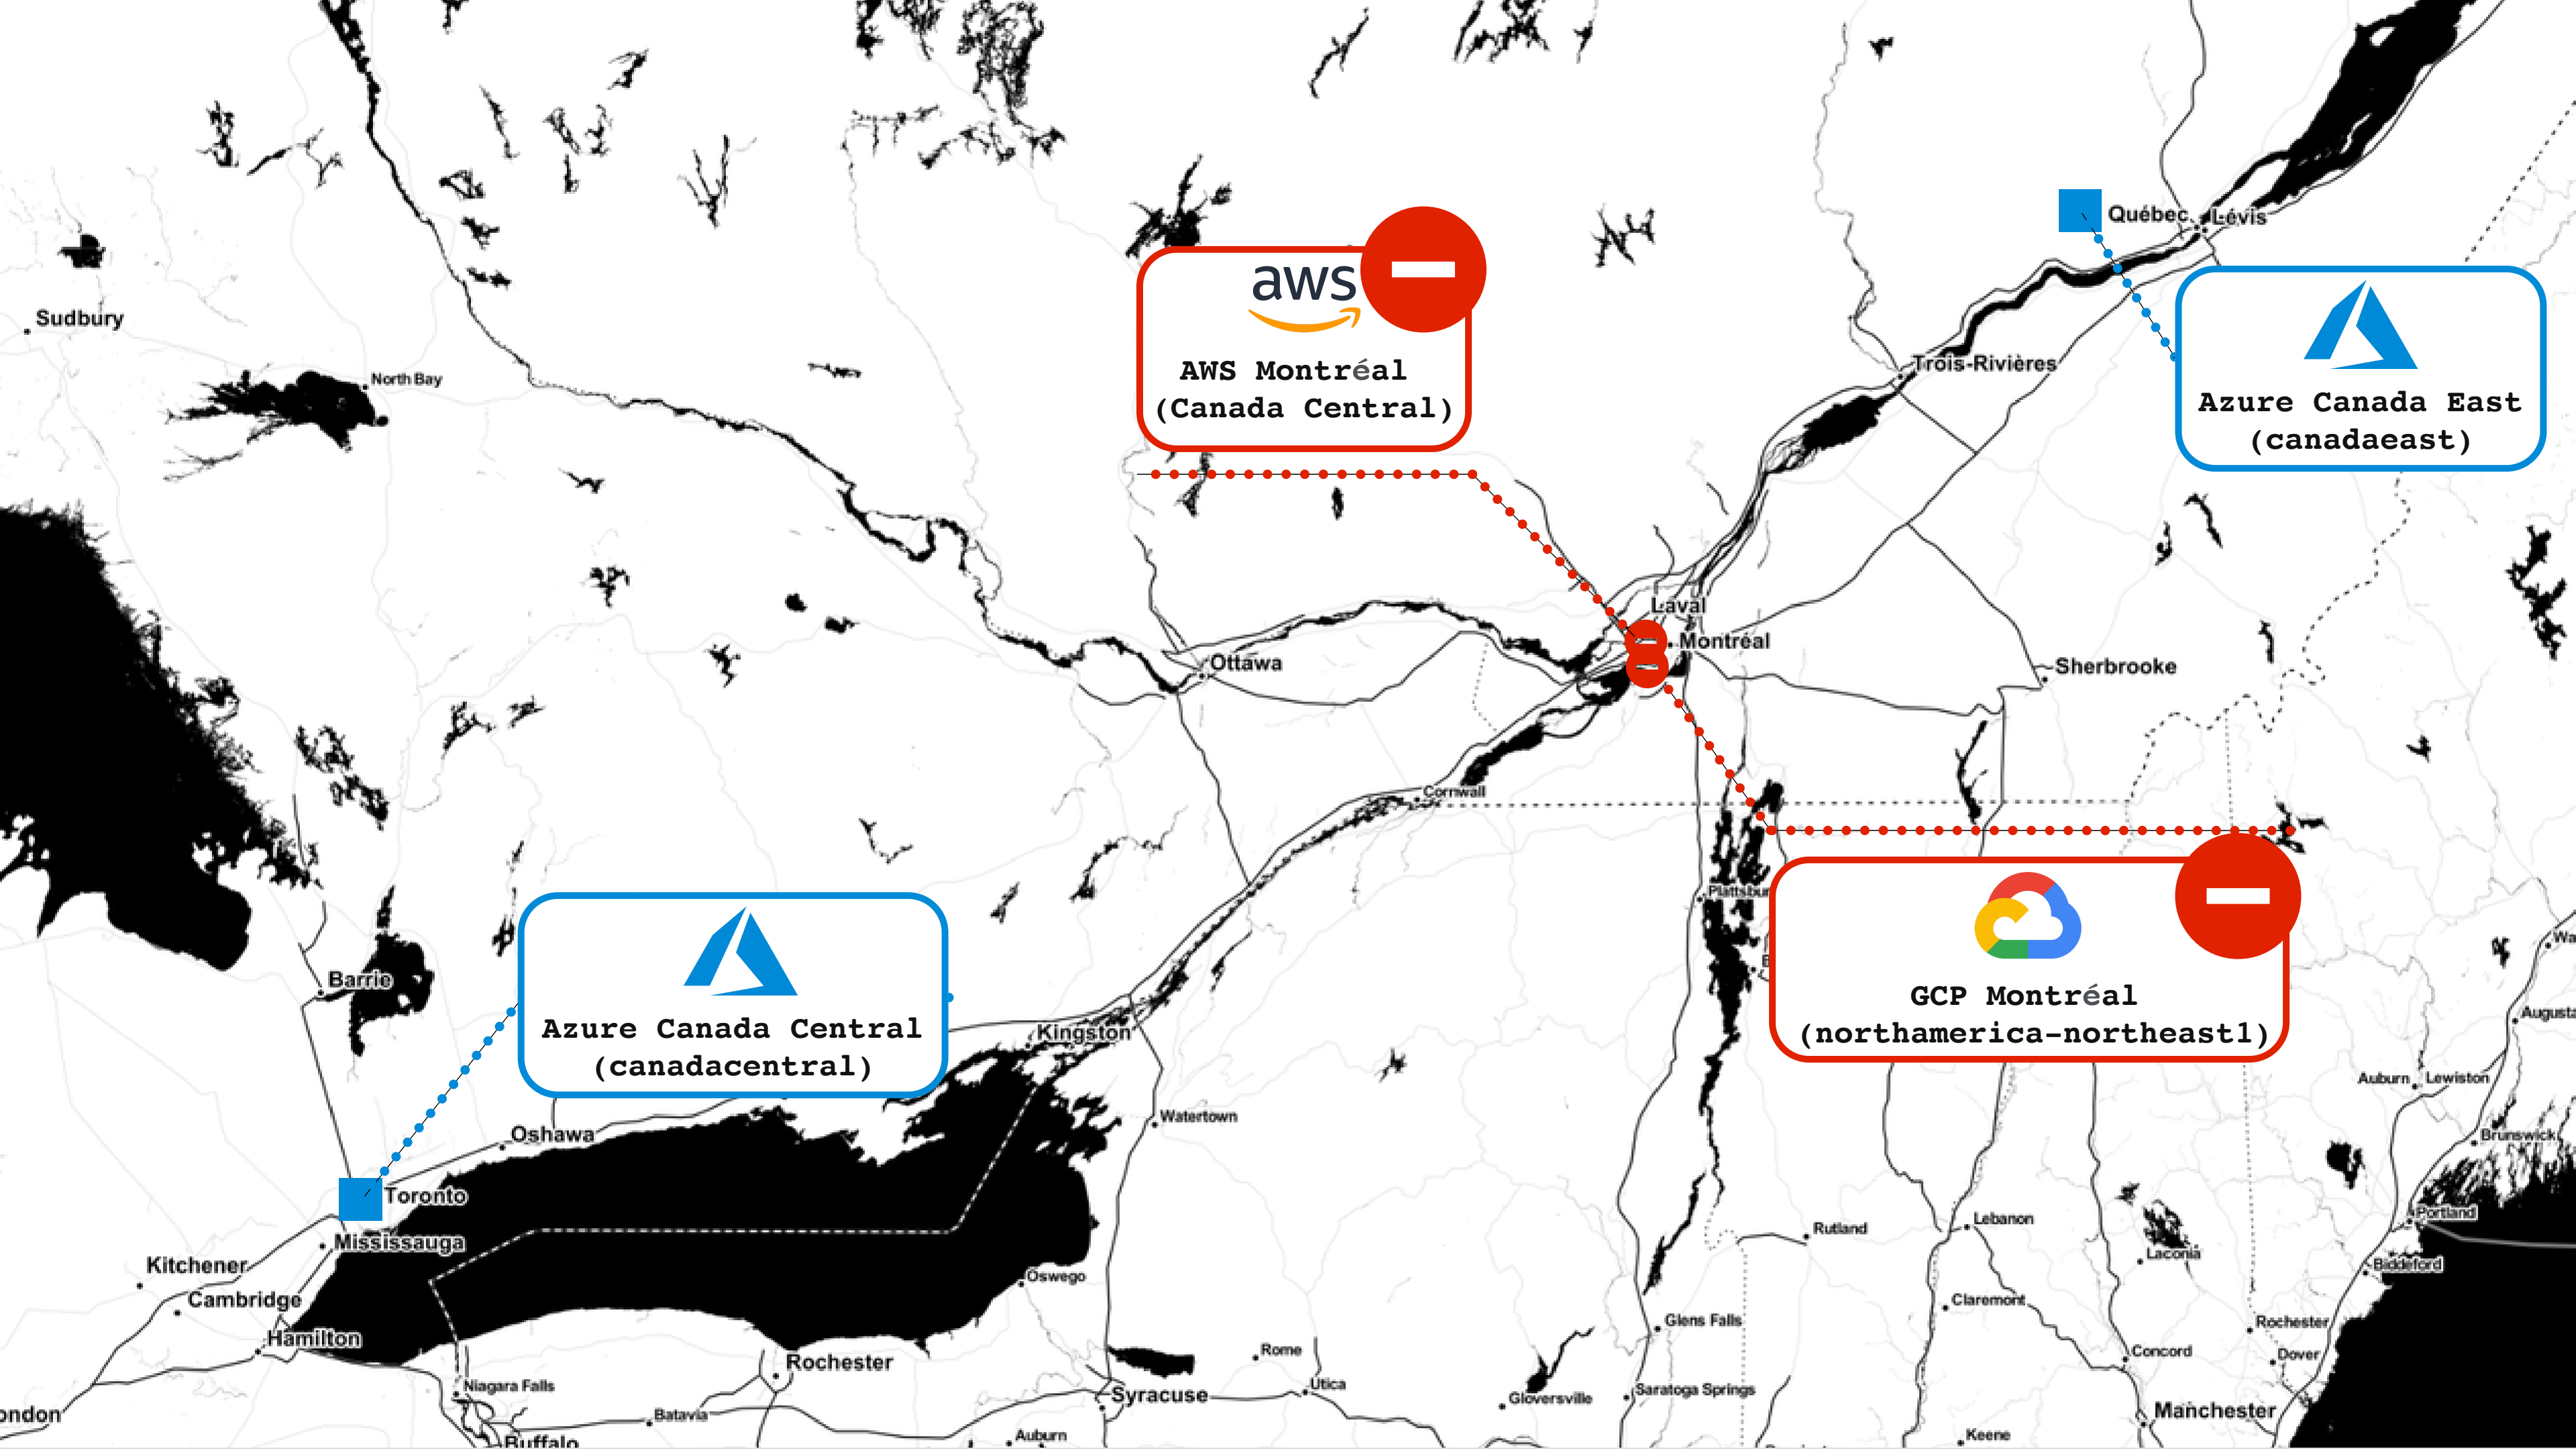 Québec
Lévis
aws
AWS Montréal
(Canada Central)
Azure Canada East
(canadaeast)
Sudbury
North Bay
Trois-Rivières
Laval
Montréal
Ottawa
Sherbrooke
Cornwall
Plattsbur
GCP Montréal
(northamerica-northeast1)
Azure Canada Central
(canadacentral)
Barrie
Kingston
Augusta
Auburn
Lewiston
Watertown
Oshawa
Brunswick
Toronto
Mississauga
Portland
Rutland
Lebanon
Laconia
Biddeford
Kitchener
Cambridge
Oswego
Claremont
Hamilton
Glens Falls
Rochester
Rome
Concord
Dover
Rochester
Niagara Falls
Utica
Saratoga Springs
Syracuse
Gloversville
ondon
Batavia
Manchester
Auburn
Keene
Buffalo